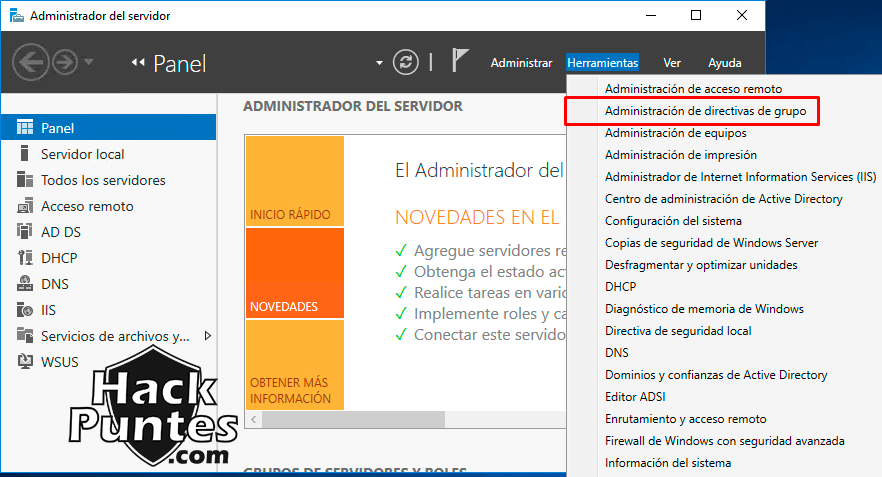 Administrador del servidor
Panel
Administrar Herramientas Ver Ayuda
Panel
Servidor local
Todos los servidores
Acceso remoto
AD DS
DHCP
DNS
IIS
Servicios de archivos y...
WSUS
ADMINISTRADOR DEL SERVIDOR
INICIO RÁPIDO
NOVEDADES
OBTENER MÁS
INFORMACIÓN
El Administrador del
NOVEDADES EN EL
Agregue servidores re
Obtenga el estado ac
Realice tareas en vario
Implemente roles y ca
Conectar este servido
GRUPOS DE SERVIDORES Y ROLES
Administración de acceso remoto
Administración de directivas de grupo
Administración de equipos
Administración de impresión
Administrador de Internet Information Services (IIS)
Centro de administración de Active Directory
Configuración del sistema
Copias de seguridad de Windows Server
Desfragmentar y optimizar unidades
DHCP
Diagnóstico de memoria de Windows
Directiva de seguridad local
DNS
Dominios y confianzas de Active Directory
Editor ADSI
Enrutamiento y acceso remoto
Firewall de Windows con seguridad avanzada
Información del sistema
Hack
Puntes
.com